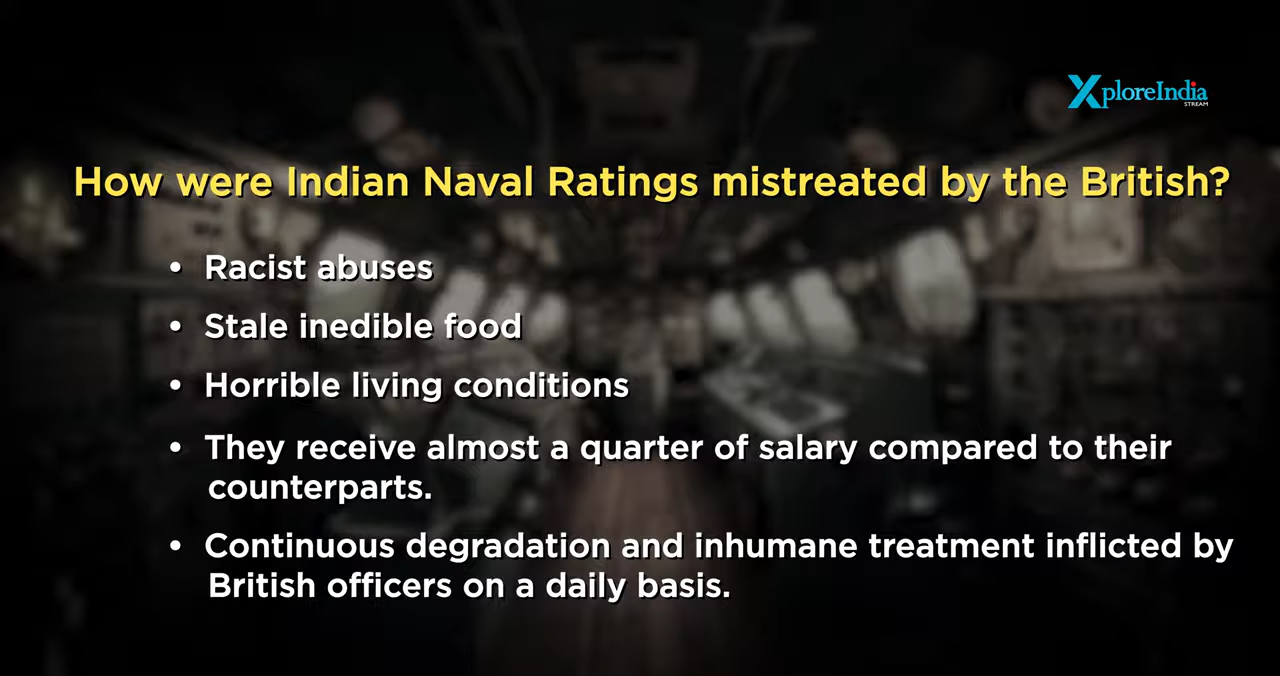 XploreIndia
STREAM
How were Indian Naval Ratings mistreated by the British?
• Racist abuses
• Stale inedible food
• Horrible living conditions
• They receive almost a quarter of salary compared to their
counterparts.
• Continuous degradation and inhumane treatment inflicted by
British officers on a daily basis.